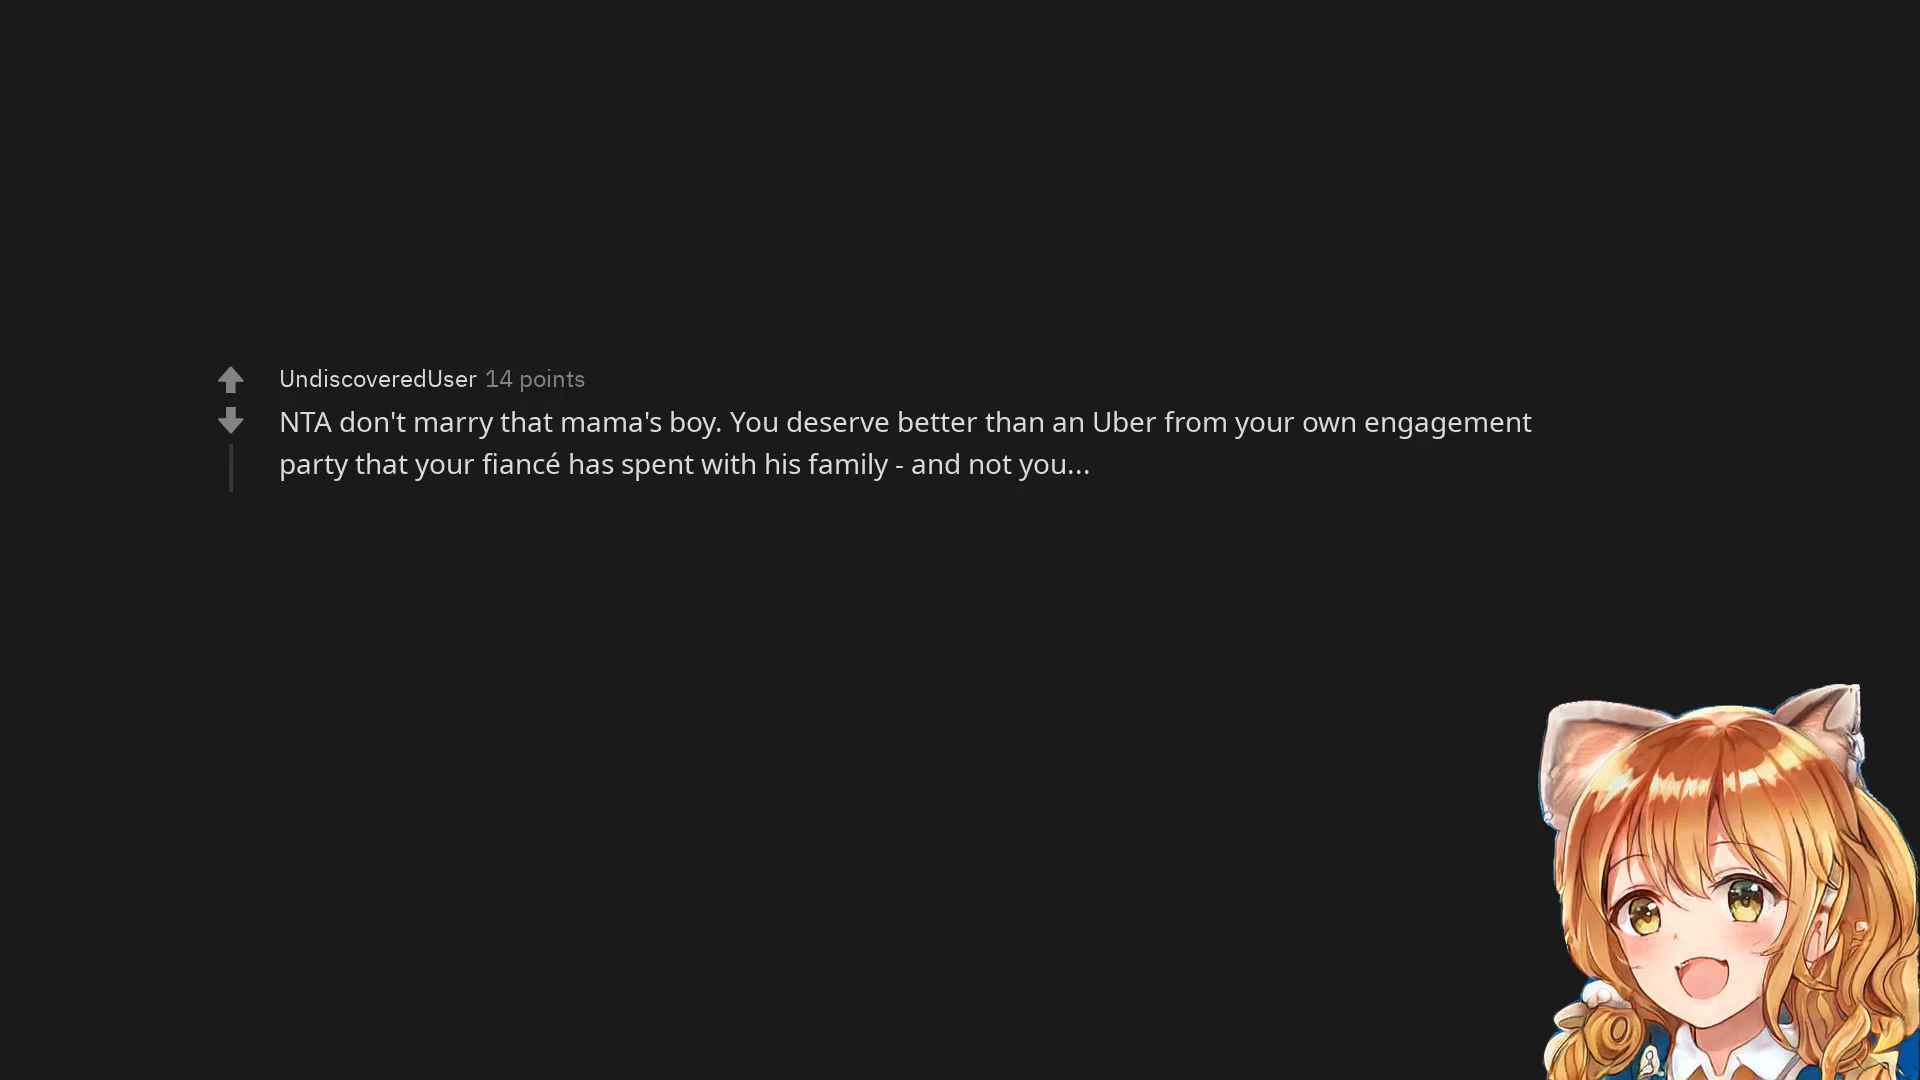 UndiscoveredUser 14 points
NTA don't marry that mama's boy. You deserve better than an Uber from your own engagement
party that your fiancé has spent with his family - and not you...